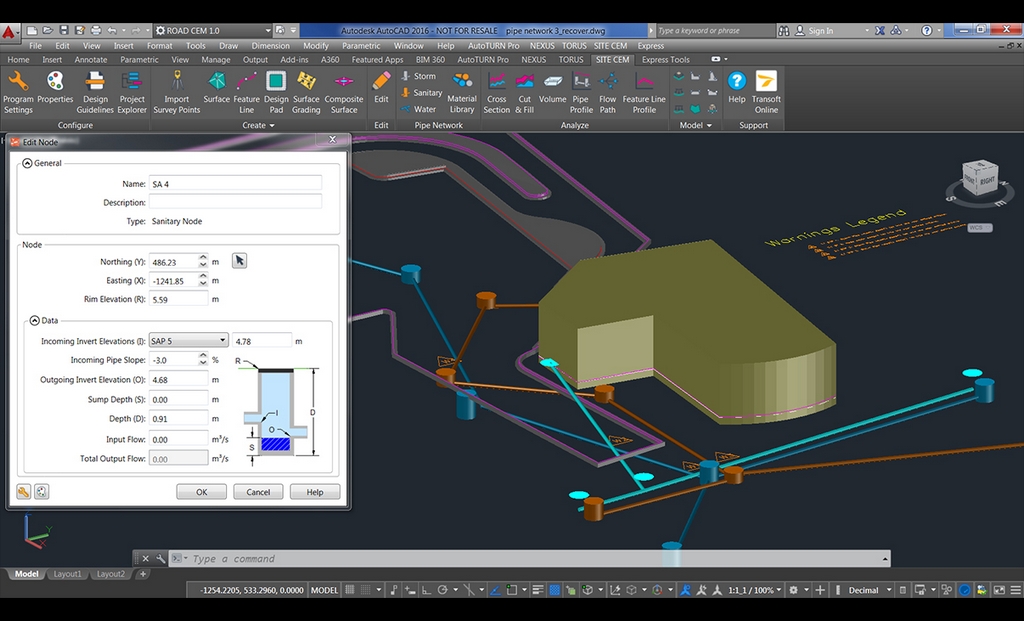 ROAD CEM 1.0
Autodesk AutoCAD 2016 - NOT FOR RESALE pipe network 3_recover.dwg
Type a keyword or phrase
Sign In
File Edit View Insert Format Tools Draw Dimension Modify Parametric Window Help AutoTURN Pro NEXUS TORUS SITE CEM Express
Home Insert Annotate Parametric View Manage Output Add-ins A360 Featured Apps BIM 360 AutoTURN Pro NEXUS TORUS SITE CEM Express Tools
Program Settings
Properties
Design Guidelines
Project Explorer
Configure
Import Survey Points
Surface
Feature Line
Design Pad
Surface Grading
Composite Surface
Create
Edit
Edit
Storm
Sanitary
Water
Material Library
Pipe Network
Cross Section
Cut & Fill
Volume
Pipe Profile
Flow Path
Feature Line Profile
Analyze
Model
Help
Transoft Online
Support
Edit Node
General
Name: SA 4
Description:
Type: Sanitary Node
Node
Northing (Y): 486.23 m
Easting (X): -1241.85 m
Rim Elevation (R): 5.59 m
Data
Incoming Invert Elevations (I): SAP 5 4.78 m
Incoming Pipe Slope: -3.0 %
Outgoing Invert Elevation (O): 4.68 m
Sump Depth (S): 0.00 m
Depth (D): 0.91 m
Input Flow: 0.00 m³/s
Total Output Flow: 0.00 m³/s
R
I
O
D
S
OK Cancel Help
Warnings Legend
RIGHT
S
E
WCS
Y
Type a command
Model Layout1 Layout2 +
-1254.2205, 533.2960, 0.0000 MODEL
1:1_1 / 100%
Decimal